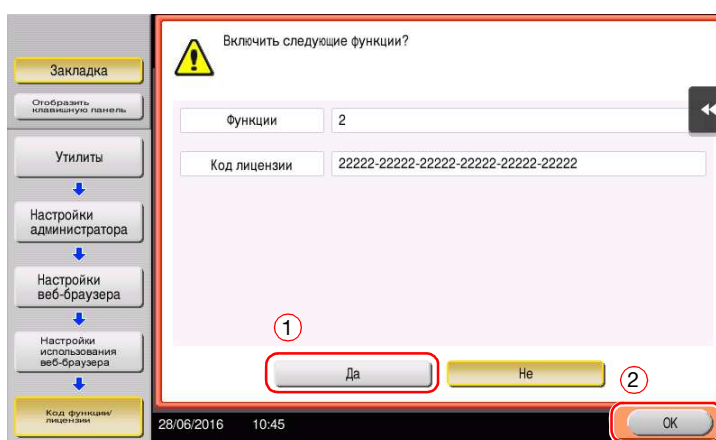 Закладка
Отобразить
клавишную панель
Утилиты
Настройки
администратора
Настройки
веб-браузера
Настройки
использования
веб-браузера
Код функции/
лицензии
Включить следующие функции?
Функции 2
Код лицензии 22222-22222-22222-22222-22222-22222
1
Да Не
2
28/06/2016 10:45 OK